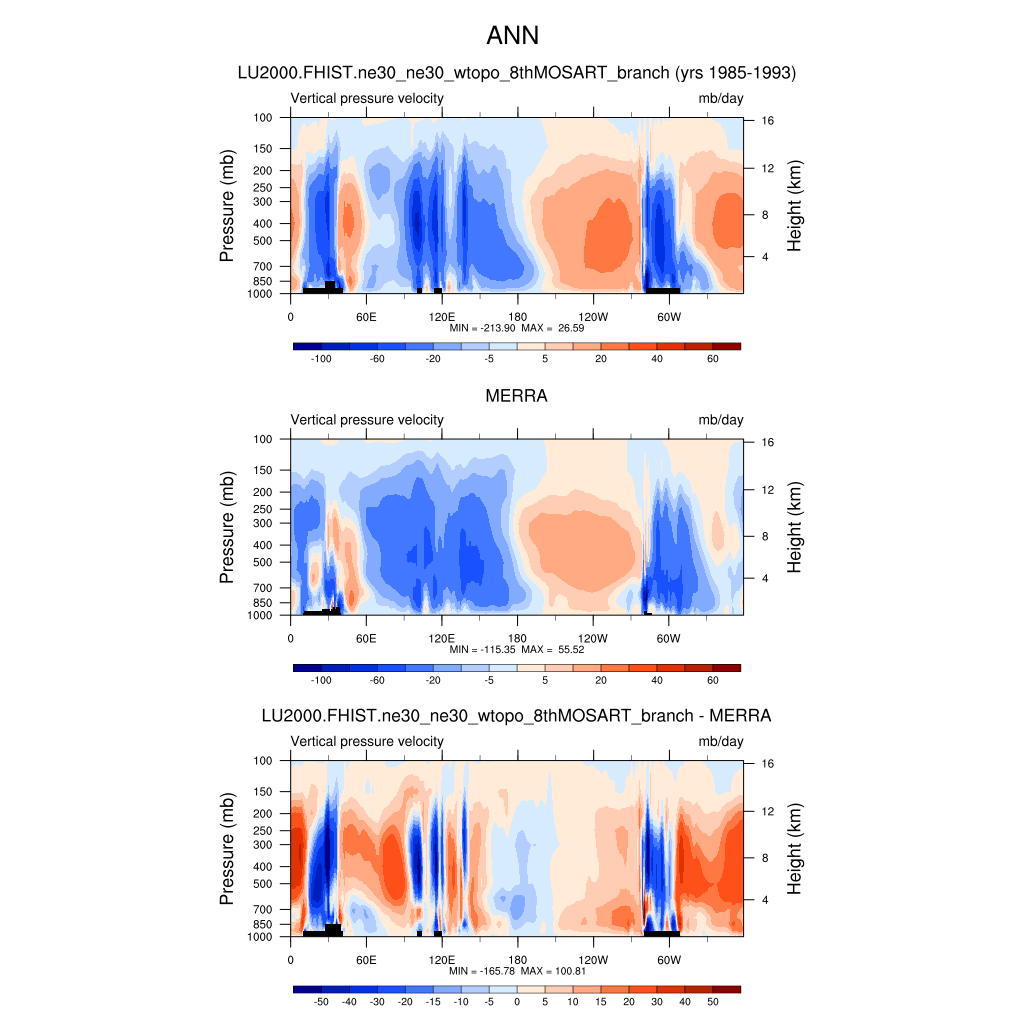 ANN
LU2000.FHIST.ne30_ne30_wtopo_8thMOSART_branch (yrs 1985-1993)
Vertical pressure velocity mb/day
100 16
150
200 12
250
300 8
400
500 4
700
850
1000
Pressure (mb)
Height (km)
0 60E 120E 180 120W 60W
MIN = -213.90 MAX = 26.59
-100 -60 -20 -5 5 20 40 60
MERRA
Vertical pressure velocity mb/day
100 16
150
200 12
250
300 8
400
500 4
700
850
1000
Pressure (mb)
Height (km)
0 60E 120E 180 120W 60W
MIN = -115.35 MAX = 55.52
-100 -60 -20 -5 5 20 40 60
LU2000.FHIST.ne30_ne30_wtopo_8thMOSART_branch - MERRA
Vertical pressure velocity mb/day
100 16
150
200 12
250
300 8
400
500 4
700
850
1000
Pressure (mb)
Height (km)
0 60E 120E 180 120W 60W
MIN = -165.78 MAX = 100.81
-50 -40 -30 -20 -15 -10 -5 0 5 10 15 20 30 40 50